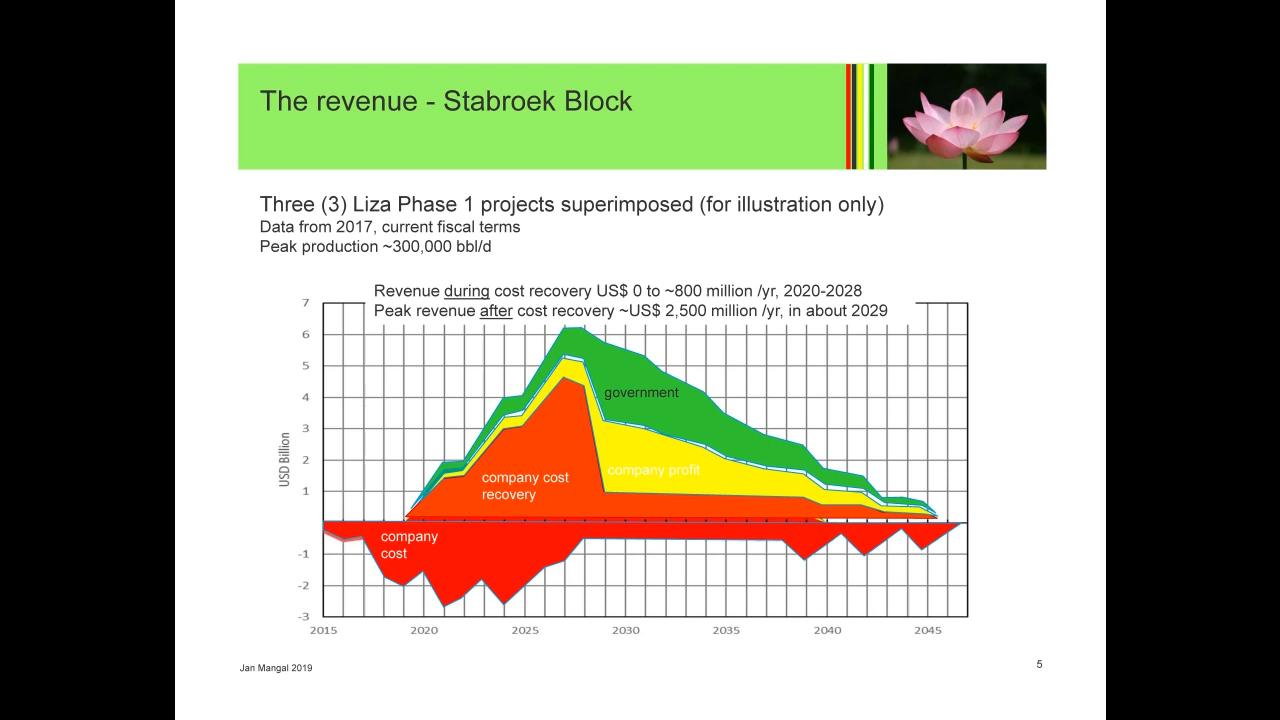 The revenue - Stabroek Block
Three (3) Liza Phase 1 projects superimposed (for illustration only)
Data from 2017, current fiscal terms
Peak production ~300,000 bbl/d
Revenue during cost recovery US$ 0 to ~800 million /yr, 2020-2028
Peak revenue after cost recovery ~US$ 2,500 million /yr, in about 2029
7
6
5
4
3
2
1
-1
-2
-3
USD Billion
government
company profit
company cost
recovery
company
cost
2015 2020 2025 2030 2035 2040 2045
Jan Mangal 2019
5